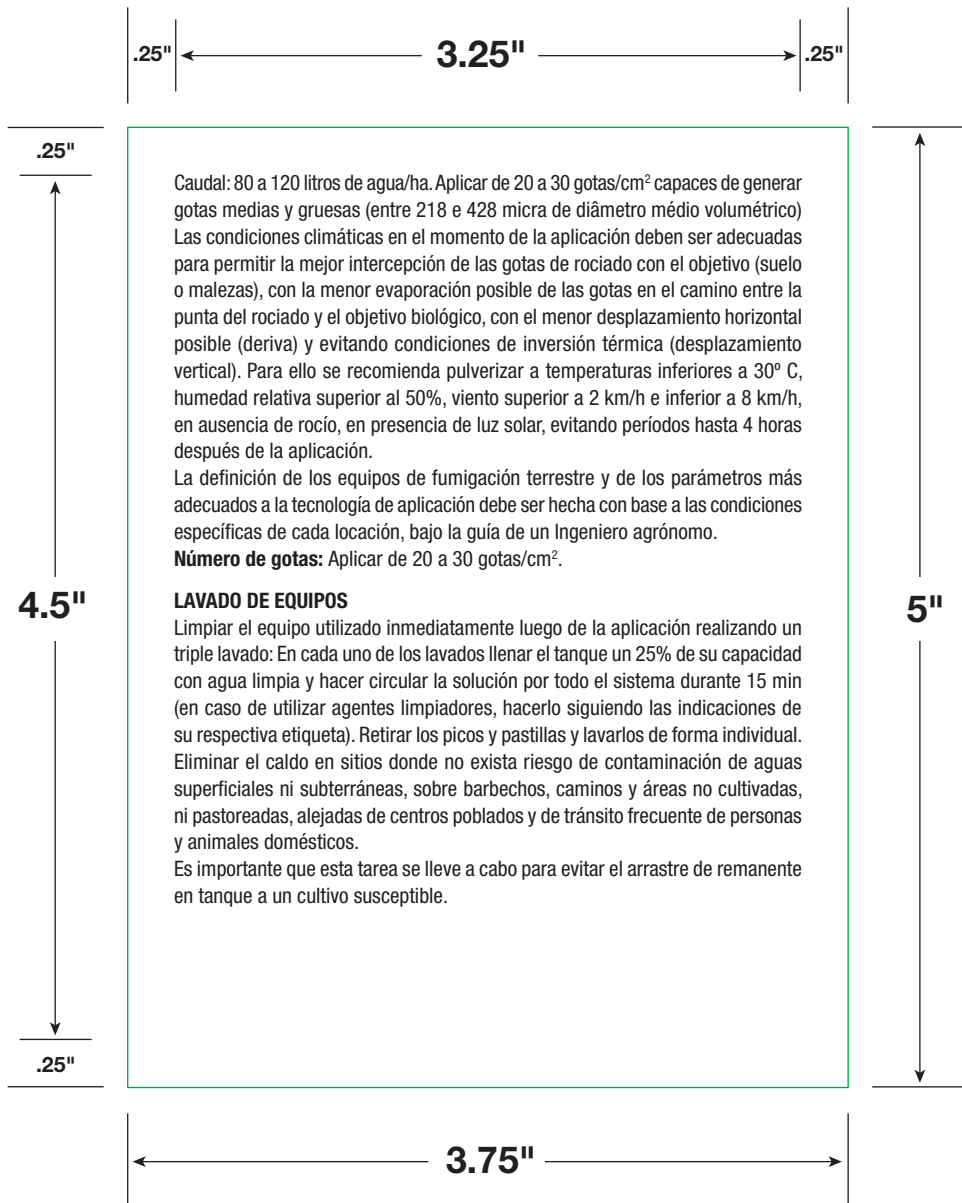 .25" 3.25" .25"
.25"
Caudal: 80 a 120 litros de agua/ha. Aplicar de 20 a 30 gotas/cm² capaces de generar
gotas medias y gruesas (entre 218 e 428 micra de diâmetro médio volumétrico)
Las condiciones climáticas en el momento de la aplicación deben ser adecuadas
para permitir la mejor intercepción de las gotas de rociado con el objetivo (suelo
o malezas), con la menor evaporación posible de las gotas en el camino entre la
punta del rociado y el objetivo biológico, con el menor desplazamiento horizontal
posible (deriva) y evitando condiciones de inversión térmica (desplazamiento
vertical). Para ello se recomienda pulverizar a temperaturas inferiores a 30º C,
humedad relativa superior al 50%, viento superior a 2 km/h e inferior a 8 km/h,
en ausencia de rocío, en presencia de luz solar, evitando períodos hasta 4 horas
después de la aplicación.
La definición de los equipos de fumigación terrestre y de los parámetros más
adecuados a la tecnología de aplicación debe ser hecha con base a las condiciones
específicas de cada locación, bajo la guía de un Ingeniero agrónomo.
Número de gotas: Aplicar de 20 a 30 gotas/cm².
4.5"
5"
LAVADO DE EQUIPOS
Limpiar el equipo utilizado inmediatamente luego de la aplicación realizando un
triple lavado: En cada uno de los lavados llenar el tanque un 25% de su capacidad
con agua limpia y hacer circular la solución por todo el sistema durante 15 min
(en caso de utilizar agentes limpiadores, hacerlo siguiendo las indicaciones de
su respectiva etiqueta). Retirar los picos y pastillas y lavarlos de forma individual.
Eliminar el caldo en sitios donde no exista riesgo de contaminación de aguas
superficiales ni subterráneas, sobre barbechos, caminos y áreas no cultivadas,
ni pastoreadas, alejadas de centros poblados y de tránsito frecuente de personas
y animales domésticos.
Es importante que esta tarea se lleve a cabo para evitar el arrastre de remanente
en tanque a un cultivo susceptible.
.25"
3.75"